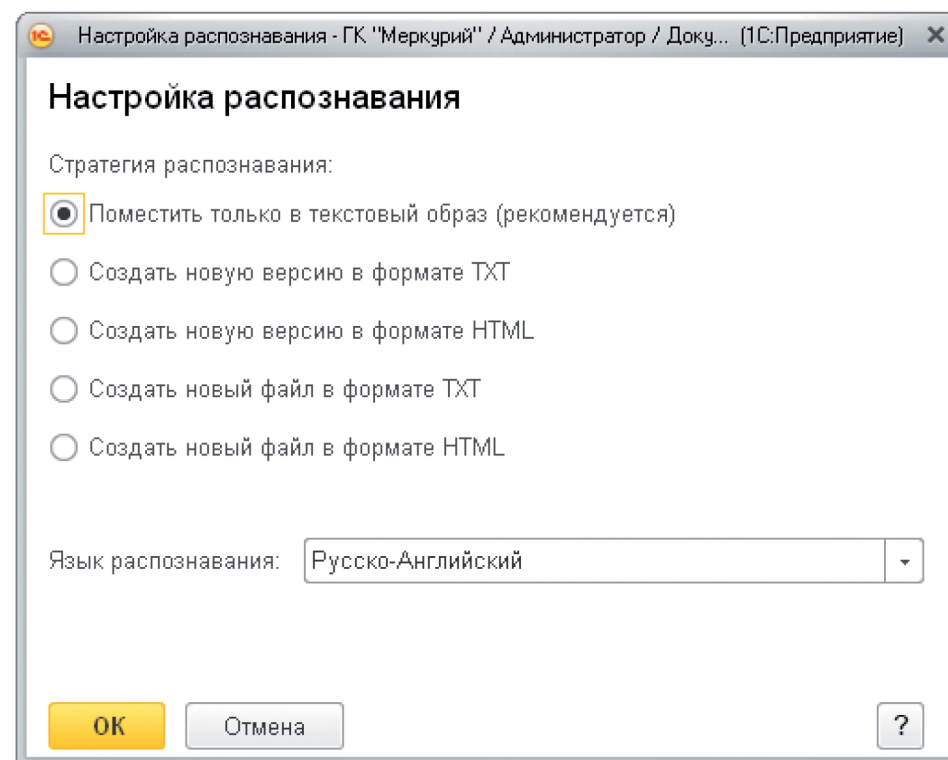 1С Настройка распознавания - ГК "Меркурий" / Администратор / Доку... (1С:Предприятие)
Настройка распознавания
Стратегия распознавания:
Поместить только в текстовый образ (рекомендуется)
Создать новую версию в формате TXT
Создать новую версию в формате HTML
Создать новый файл в формате TXT
Создать новый файл в формате HTML
Язык распознавания: Русско-Английский
ОК Отмена ?